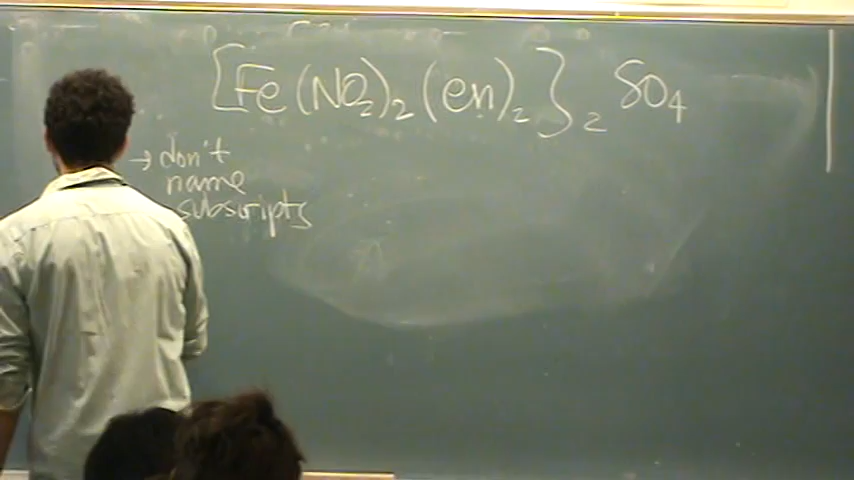 [Fe(NO₂)₂(en)₂]₂ SO₄
→ don't
name
subscripts